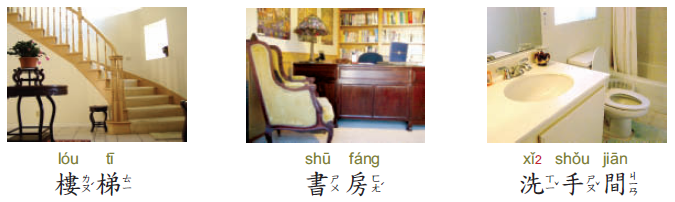 lóu tī
樓ㄌㄡˊ梯ㄊㄧ
shū fáng
書ㄕㄨ房ㄈㄤˊ
xǐ2 shǒu jiān
洗ㄒㄧˇ手ㄕㄡˇ間ㄐㄧㄢ